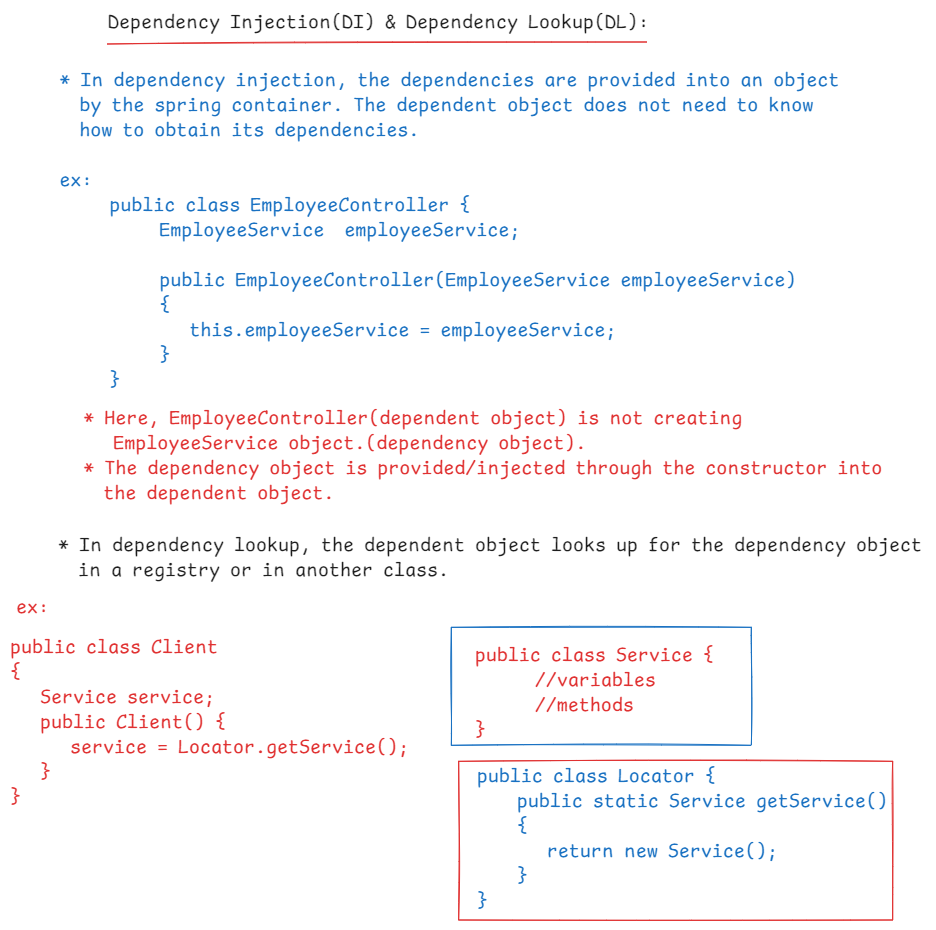 Dependency Injection(DI) & Dependency Lookup(DL):
* In dependency injection, the dependencies are provided into an object
by the spring container. The dependent object does not need to know
how to obtain its dependencies.
ex:
public class EmployeeController {
EmployeeService employeeService;
public EmployeeController(EmployeeService employeeService)
{
this.employeeService = employeeService;
}
}
* Here, EmployeeController(dependent object) is not creating
EmployeeService object.(dependency object).
* The dependency object is provided/injected through the constructor into
the dependent object.
* In dependency lookup, the dependent object looks up for the dependency object
in a registry or in another class.
ex:
public class Client
{
Service service;
public Client() {
service = Locator.getService();
}
}
public class Service {
//variables
//methods
}
public class Locator {
public static Service getService()
{
return new Service();
}
}